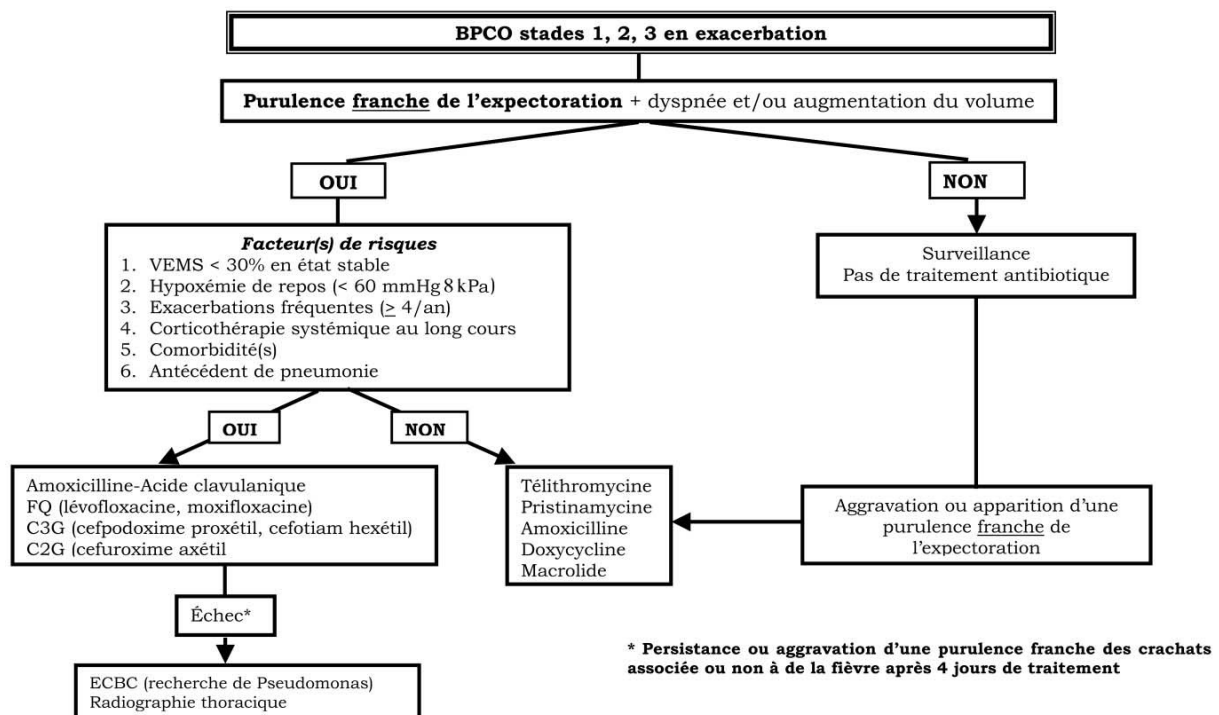 BPCO stades 1, 2, 3 en exacerbation
Purulence franche de l'expectoration + dyspnée et/ou augmentation du volume
OUI
NON
Facteur(s) de risques
1. VEMS < 30% en état stable
2. Hypoxémie de repos (< 60 mmHg 8 kPa)
3. Exacerbations fréquentes (≥ 4/an)
4. Corticothérapie systémique au long cours
5. Comorbidité(s)
6. Antécédent de pneumonie
Surveillance
Pas de traitement antibiotique
OUI
NON
Amoxicilline-Acide clavulanique
FQ (lévofloxacine, moxifloxacine)
C3G (cefpodoxime proxétil, cefotiam hexétil)
C2G (cefuroxime axétil
Télithromycine
Pristinamycine
Amoxicilline
Doxycycline
Macrolide
Aggravation ou apparition d'une
purulence franche de
l'expectoration
Échec*
ECBC (recherche de Pseudomonas)
Radiographie thoracique
* Persistance ou aggravation d'une purulence franche des crachats
associée ou non à de la fièvre après 4 jours de traitement